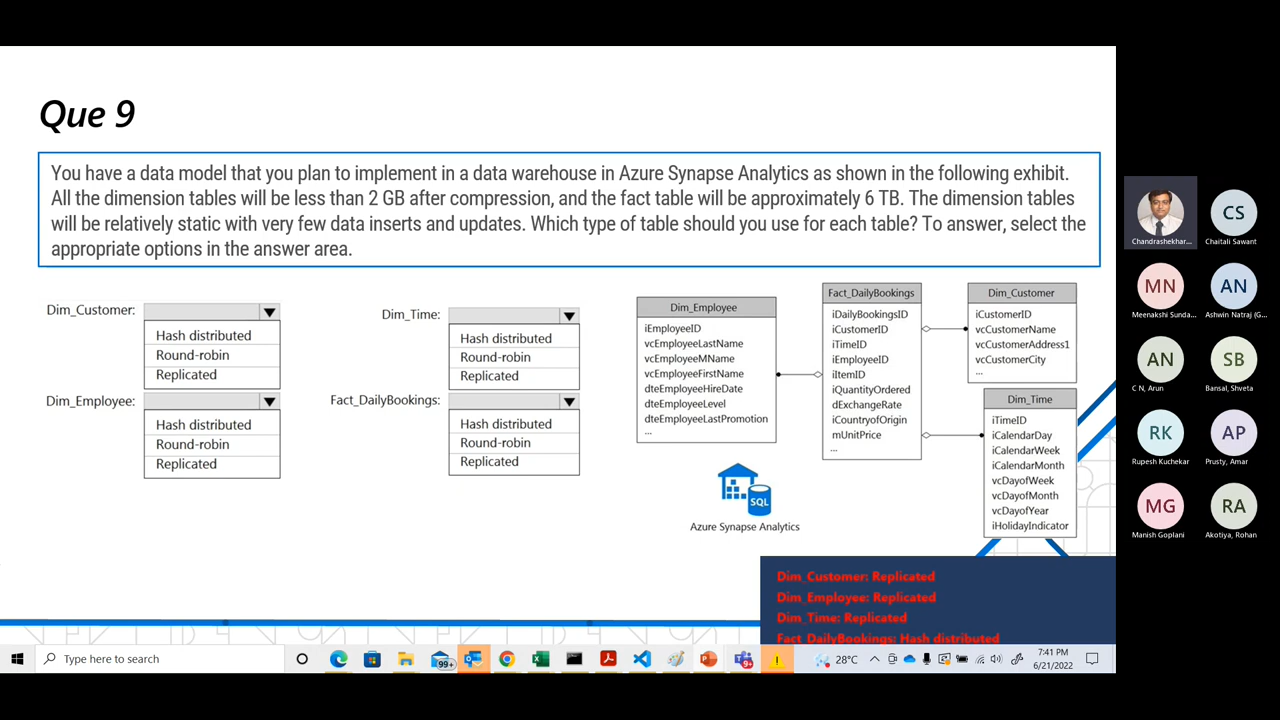 Que 9
You have a data model that you plan to implement in a data warehouse in Azure Synapse Analytics as shown in the following exhibit.
All the dimension tables will be less than 2 GB after compression, and the fact table will be approximately 6 TB. The dimension tables
will be relatively static with very few data inserts and updates. Which type of table should you use for each table? To answer, select the
appropriate options in the answer area.
Dim_Customer:
Hash distributed
Round-robin
Replicated
Dim_Employee:
Hash distributed
Round-robin
Replicated
Dim_Time:
Hash distributed
Round-robin
Replicated
Fact_DailyBookings:
Hash distributed
Round-robin
Replicated
Dim_Employee
iEmployeeID
vcEmployeeLastName
vcEmployeeMName
vcEmployeeFirstName
dteEmployeeHireDate
dteEmployeeLevel
dteEmployeeLastPromotion
...
Fact_DailyBookings
iDailyBookingsID
iCustomerID
iTimeID
iEmployeeID
iItemID
iQuantityOrdered
dExchangeRate
iCountryofOrigin
mUnitPrice
...
Dim_Customer
iCustomerID
vcCustomerName
vcCustomerAddress1
vcCustomerCity
...
Dim_Time
iTimeID
iCalendarDay
iCalendarWeek
iCalendarMonth
vcDayofWeek
vcDayofMonth
vcDayofYear
iHolidayIndicator
SQL
Azure Synapse Analytics
Dim_Customer: Replicated
Dim_Employee: Replicated
Dim_Time: Replicated
Fact_DailyBookings: Hash distributed
Chandrashekhar...
CS
Chaitali Sawant
MN
Meenakshi Sunda...
AN
Ashwin Natraj (G...
AN
C N, Arun
SB
Bansal, Shveta
RK
Rupesh Kuchekar
AP
Prusty, Amar
MG
Manish Goplani
RA
Akotiya, Rohan
Type here to search
99+
9+
28°C
7:41 PM
6/21/2022